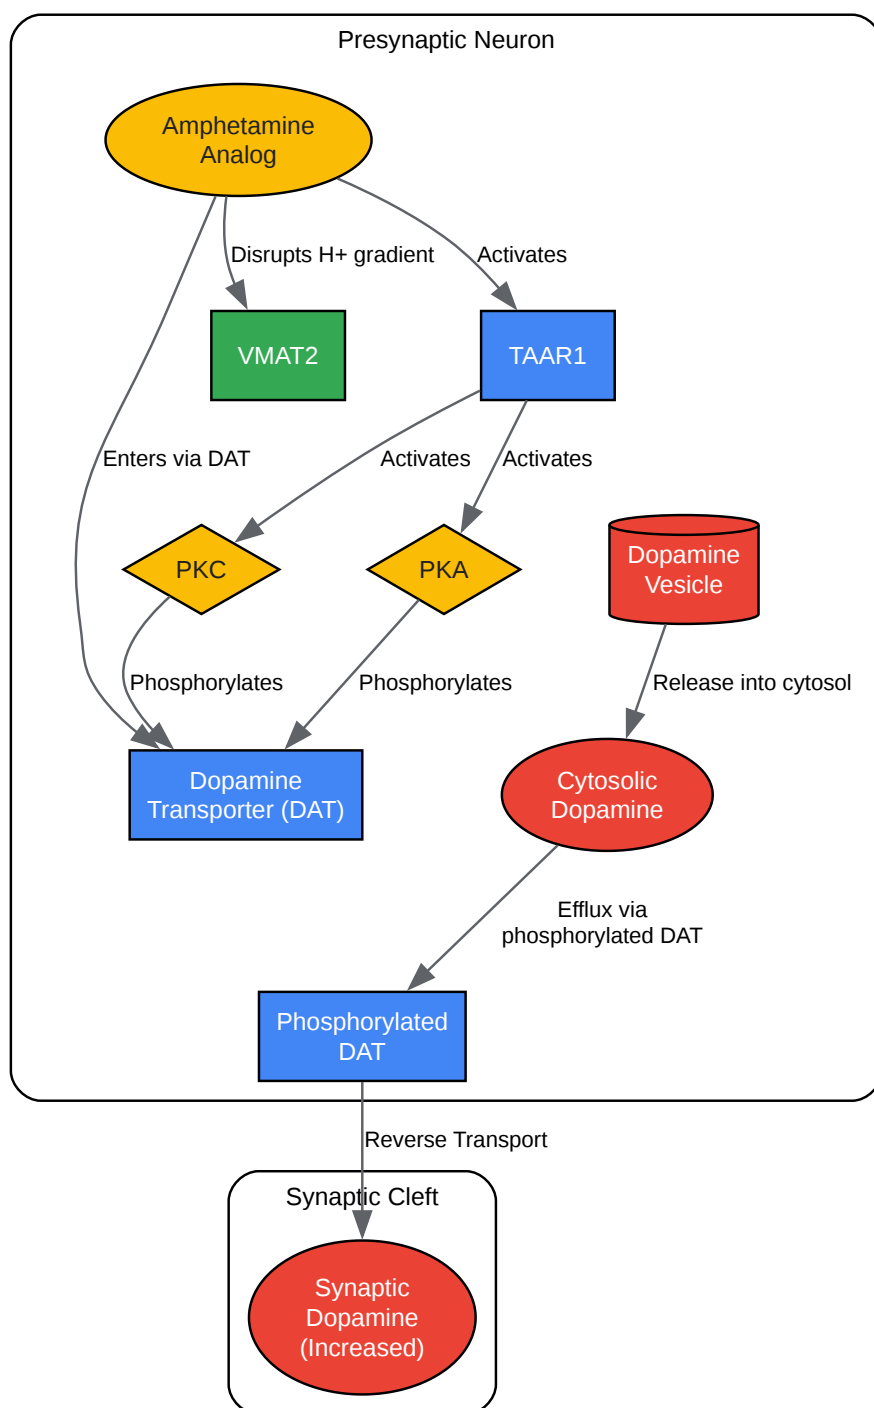 Presynaptic Neuron
Amphetamine
Analog
Disrupts H+ gradient
Activates
VMAT2
TAAR1
Enters via DAT
Activates
Activates
PKC
PKA
Dopamine
Vesicle
Phosphorylates
Phosphorylates
Release into cytosol
Dopamine
Transporter (DAT)
Cytosolic
Dopamine
Efflux via
phosphorylated DAT
Phosphorylated
DAT
Reverse Transport
Synaptic Cleft
Synaptic
Dopamine
(Increased)